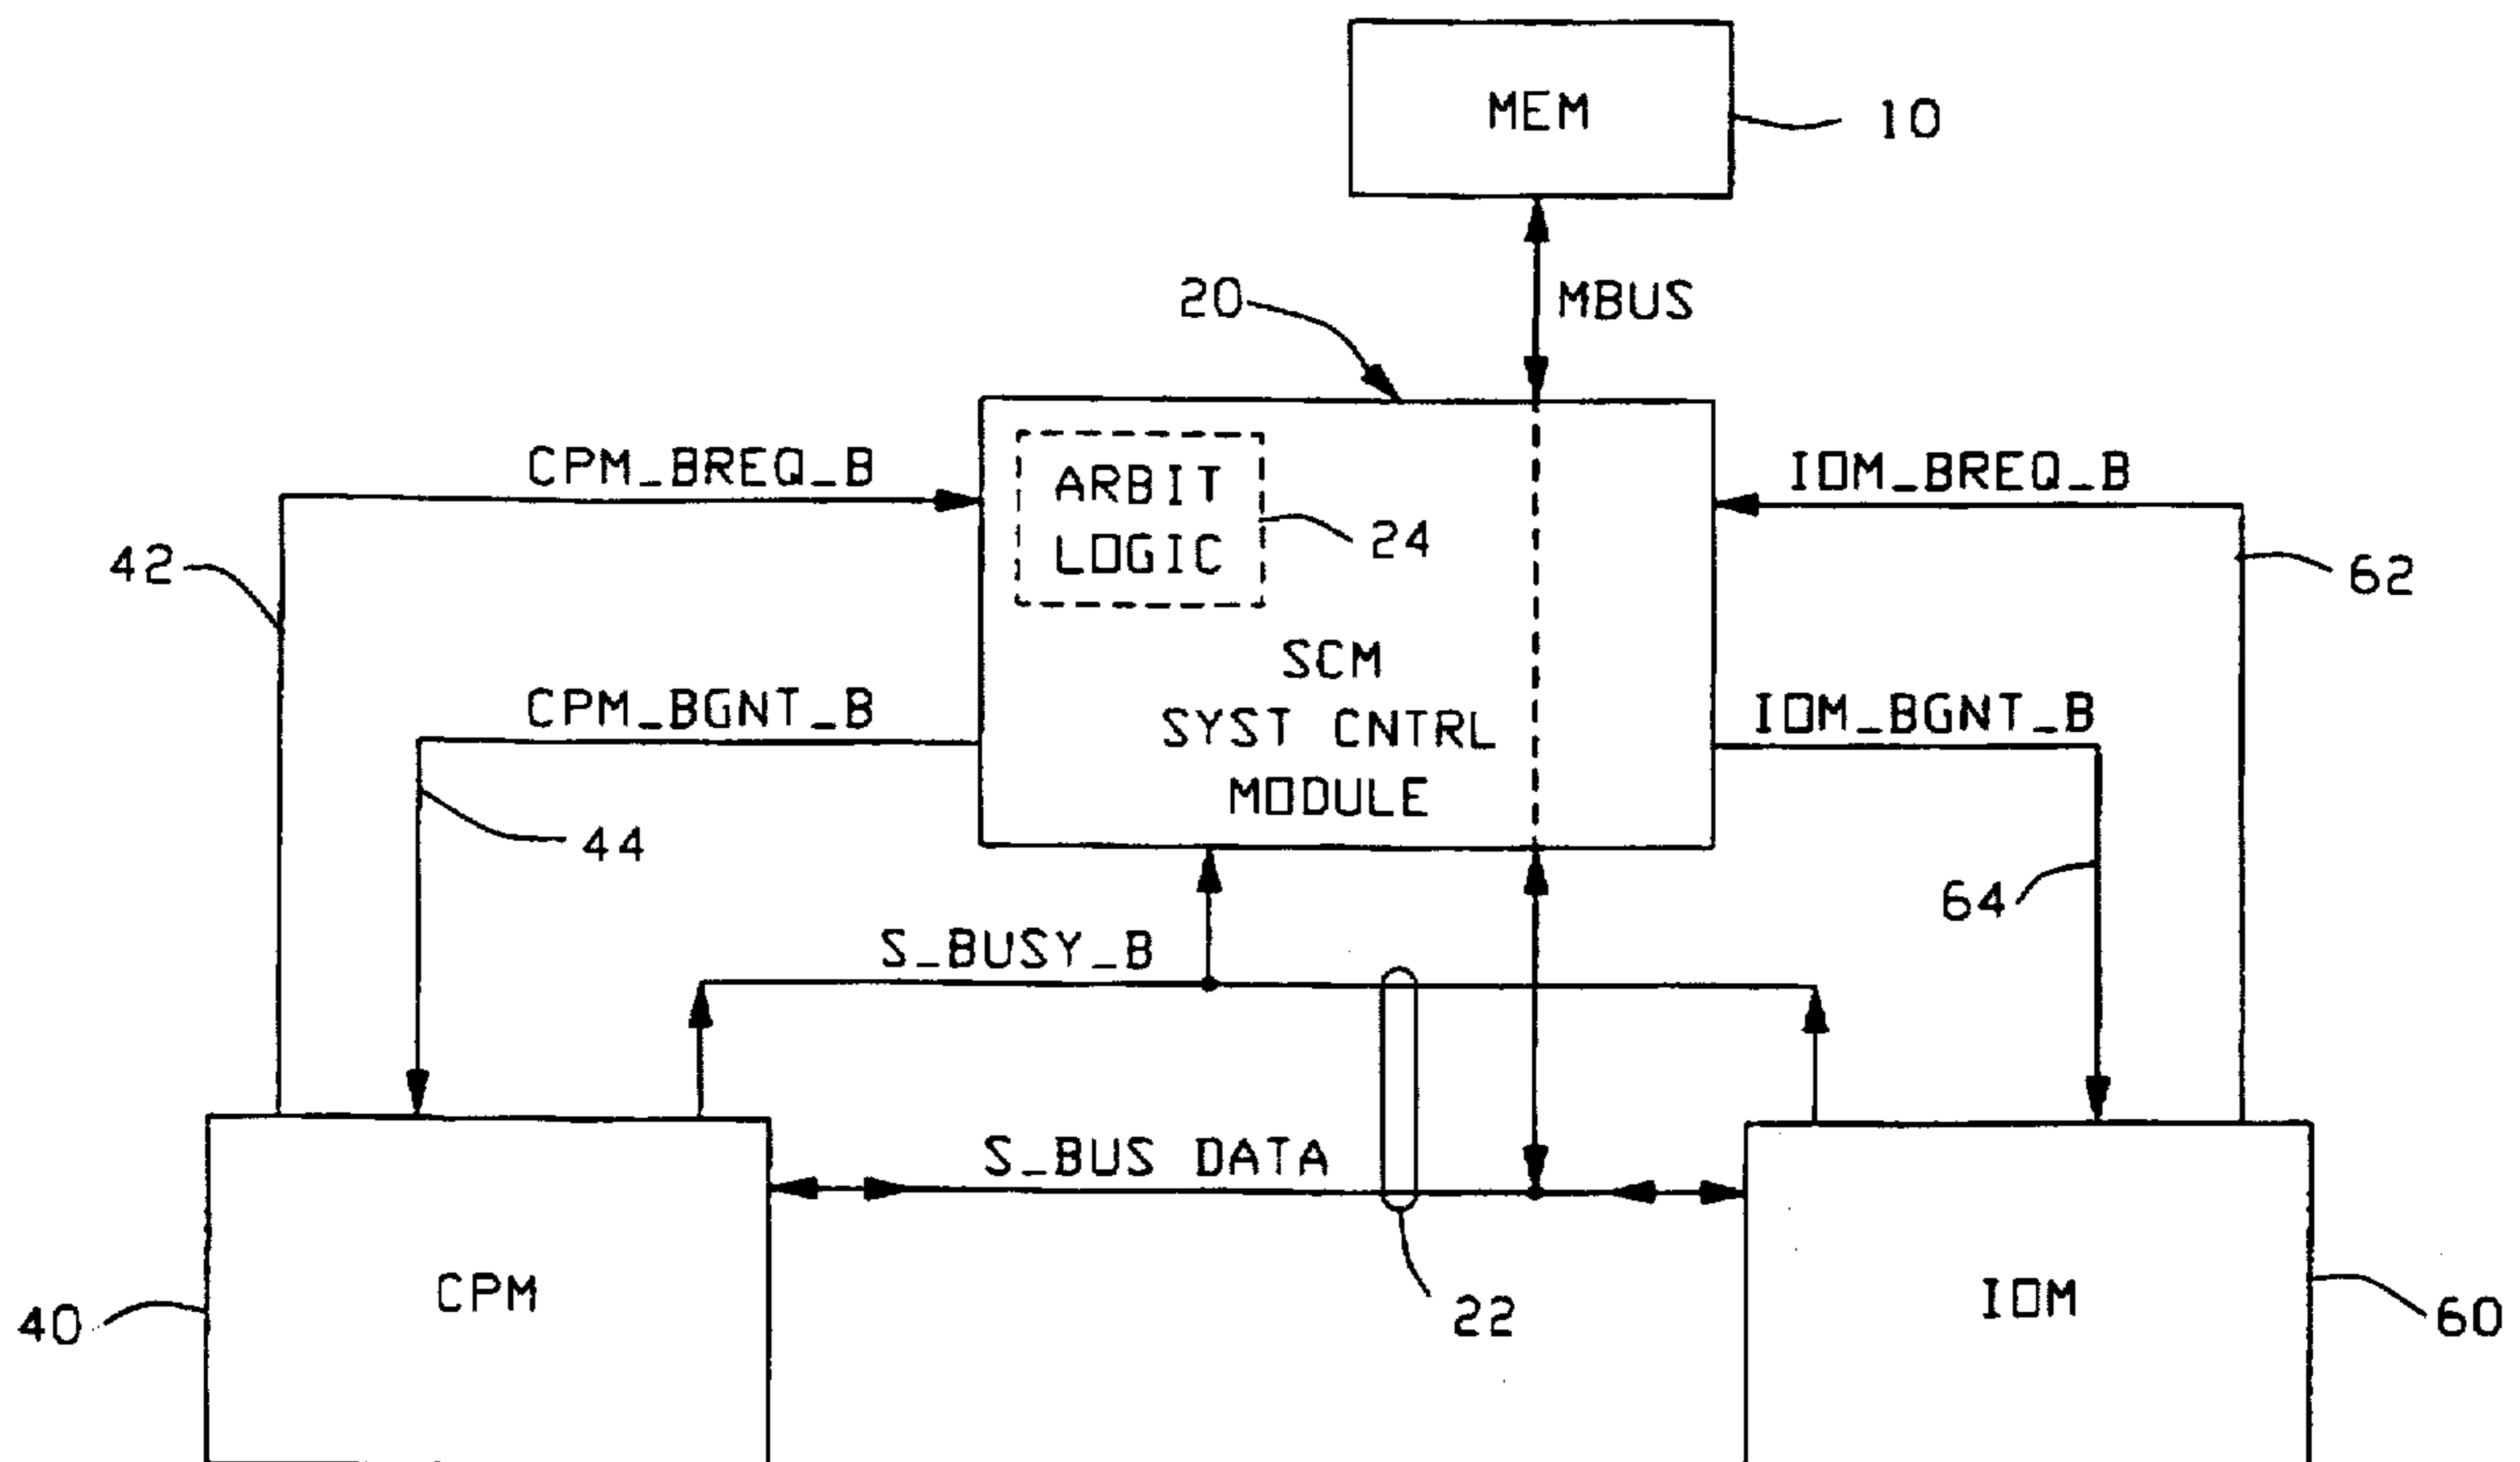 MEM
10
20
MBUS
CPM_BREQ_B
ARBIT
LOGIC
24
IOM_BREQ_B
42
62
SCM
SYST CNTRL
MODULE
CPM_BGNT_B
IOM_BGNT_B
44
64
S_BUSY_B
S_BUS DATA
CPM
IOM
40
22
60